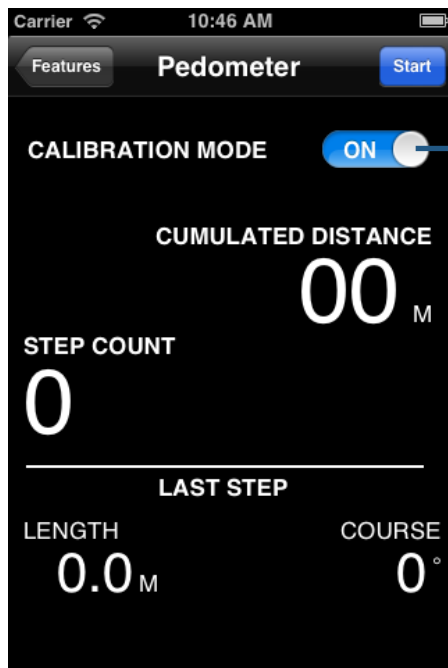 Carrier 10:46 AM
Features Pedometer Start
CALIBRATION MODE ON
CUMULATED DISTANCE
00 M
STEP COUNT
0
LAST STEP
LENGTH COURSE
0.0 M 0°